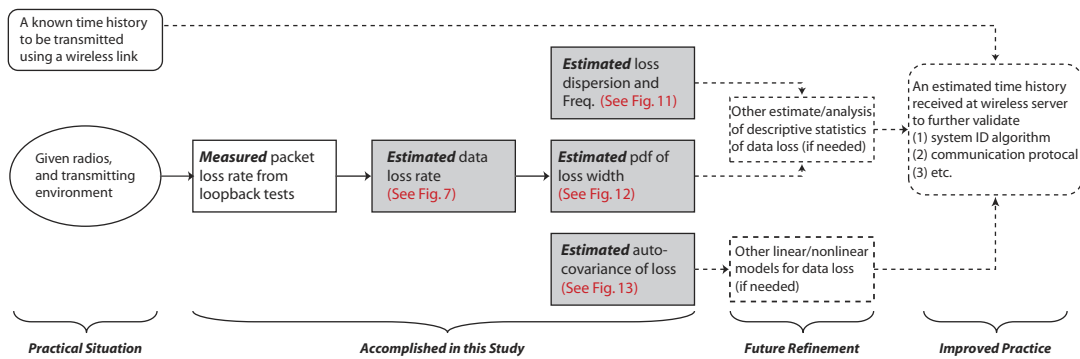 A known time history
to be transmitted
using a wireless link
Estimated loss
dispersion and
Freq. (See Fig. 11)
Other estimate/analysis
of descriptive statistics
of data loss (if needed)
An estimated time history
received at wireless server
to further validate
(1) system ID algorithm
(2) communication protocal
(3) etc.
Given radios,
and transmitting
environment
Measured packet
loss rate from
loopback tests
Estimated data
loss rate
(See Fig. 7)
Estimated pdf of
loss width
(See Fig. 12)
Estimated auto-
covariance of loss
(See Fig. 13)
Other linear/nonlinear
models for data loss
(if needed)
Practical Situation
Accomplished in this Study
Future Refinement
Improved Practice